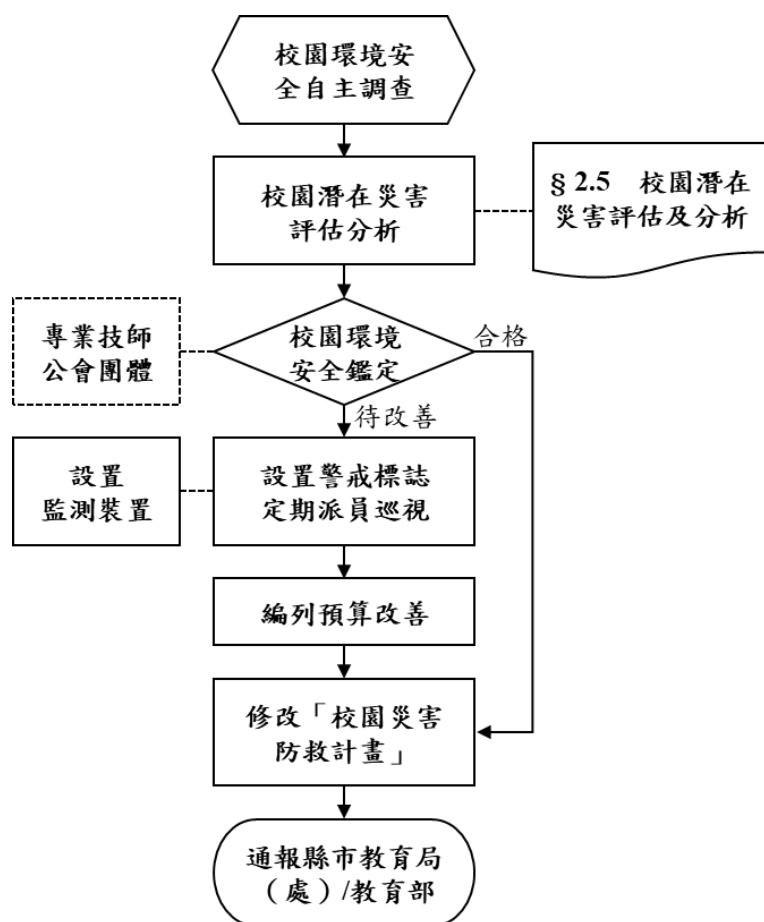 校園環境安
全自主調查
校園潛在災害
評估分析
§ 2.5 校園潛在
災害評估及分析
專業技師
公會團體
校園環境
安全鑑定
合格
待改善
設置
監測裝置
設置警戒標誌
定期派員巡視
編列預算改善
修改「校園災害
防救計畫」
通報縣市教育局
（處）/教育部